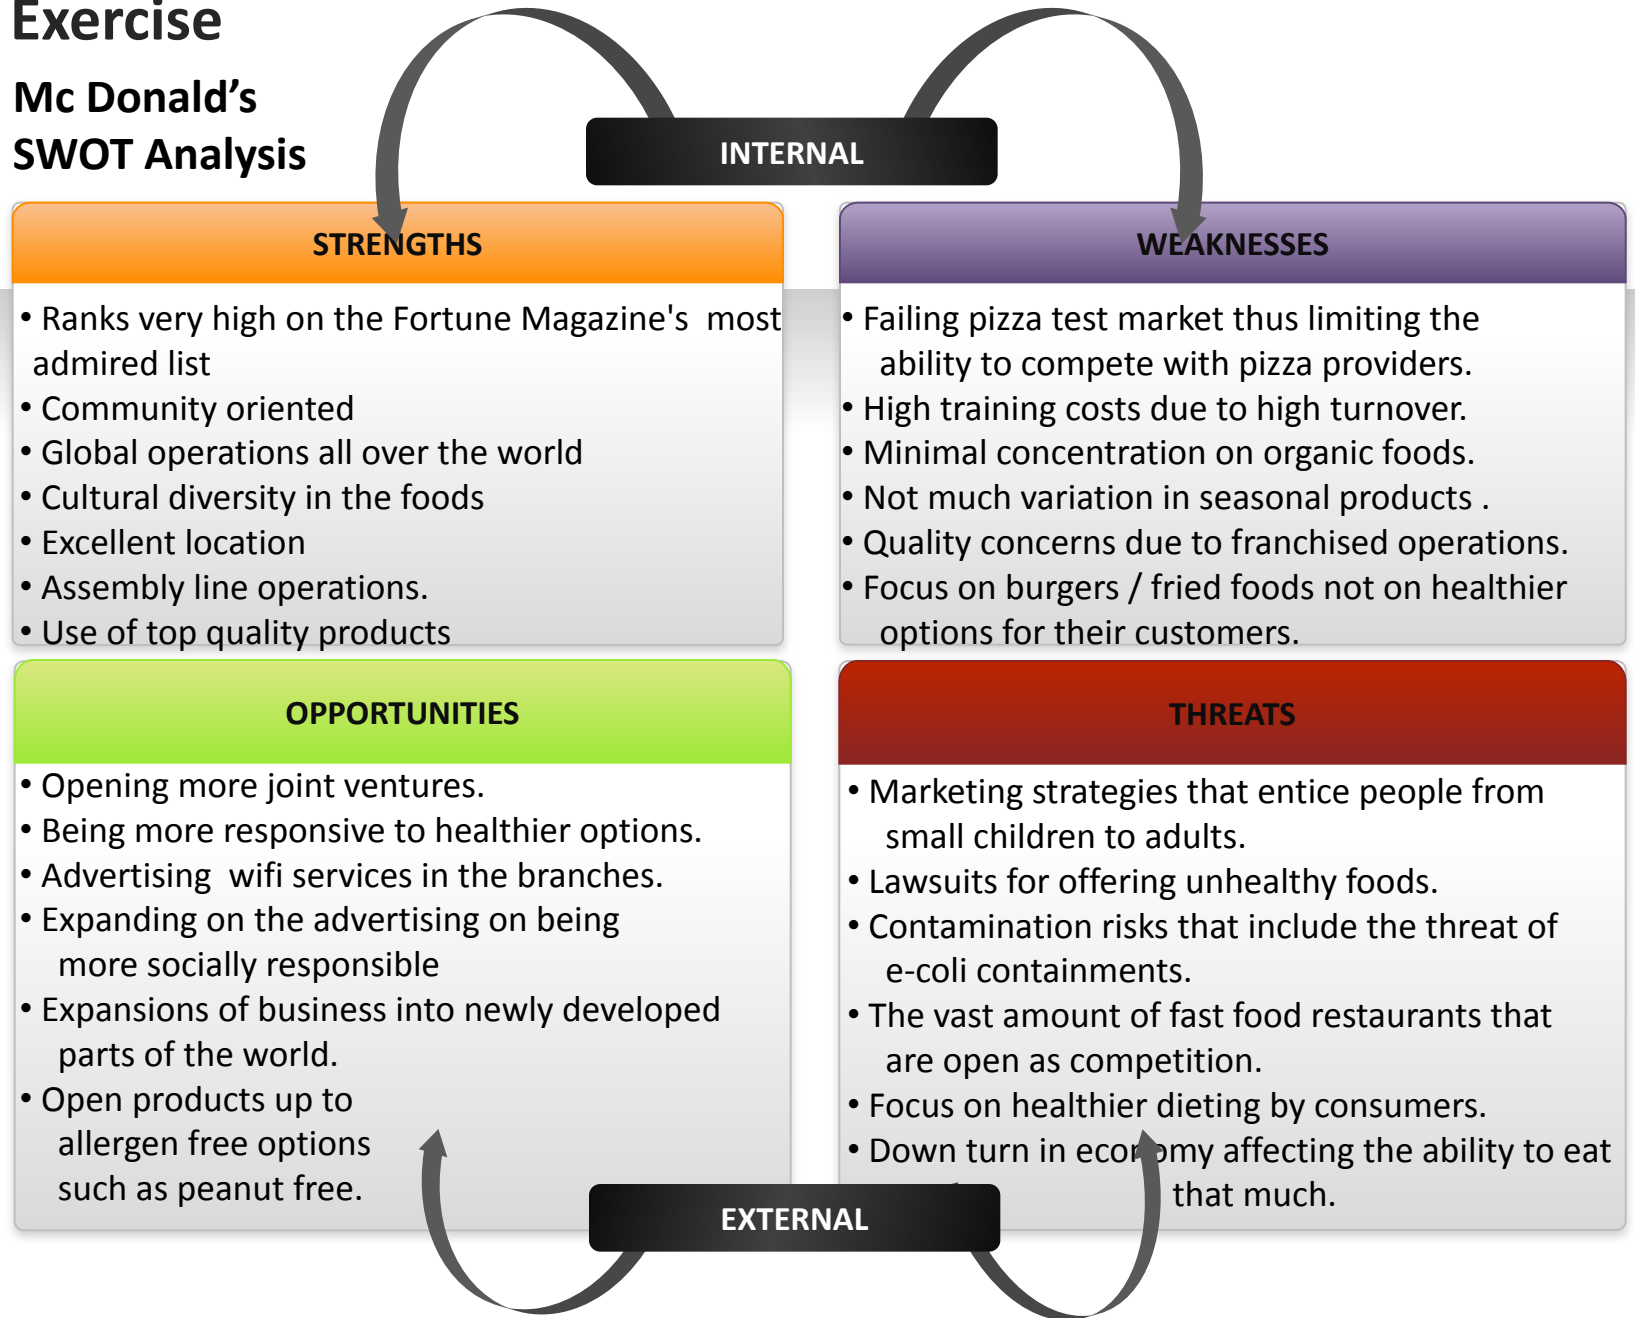 Exercise
Mc Donald’s
SWOT Analysis
INTERNAL
STRENGTHS
• Ranks very high on the Fortune Magazine's  most
admired list
• Community oriented
• Global operations all over the world
• Cultural diversity in the foods
• Excellent location
• Assembly line operations.
• Use of top quality products
WEAKNESSES
• Failing pizza test market thus limiting the
ability to compete with pizza providers.
• High training costs due to high turnover.
• Minimal concentration on organic foods.
• Not much variation in seasonal products .
• Quality concerns due to franchised operations.
• Focus on burgers / fried foods not on healthier
options for their customers.
OPPORTUNITIES
• Opening more joint ventures.
• Being more responsive to healthier options.
• Advertising  wifi services in the branches.
• Expanding on the advertising on being
more socially responsible
• Expansions of business into newly developed
parts of the world.
• Open products up to
allergen free options
such as peanut free.
THREATS
• Marketing strategies that entice people from
small children to adults.
• Lawsuits for offering unhealthy foods.
• Contamination risks that include the threat of
e-coli containments.
• The vast amount of fast food restaurants that
are open as competition.
• Focus on healthier dieting by consumers.
• Down turn in economy affecting the ability to eat
that much.
EXTERNAL